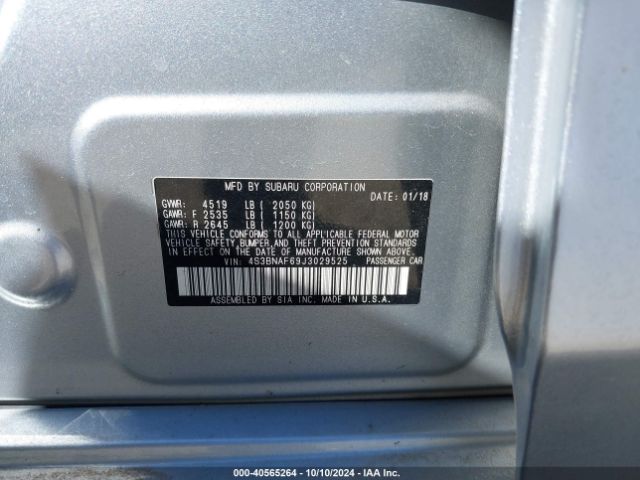 MFD BY SUBARU CORPORATION
GVWR: 4519 LB ( 2050 KG) DATE: 01/18
GAWR: F 2535 LB ( 1150 KG)
GAWR: R 2645 LB ( 1200 KG)
THIS VEHICLE CONFORMS TO ALL APPLICABLE FEDERAL MOTOR
VEHICLE SAFETY, BUMPER, AND THEFT PREVENTION STANDARDS
IN EFFECT ON THE DATE OF MANUFACTURE SHOWN ABOVE.
VIN: 4S3BNAF69J3029525 PASSENGER CAR
ASSEMBLED BY SIA INC. MADE IN U.S.A.
000-40565264 - 10/10/2024 - IAA Inc.